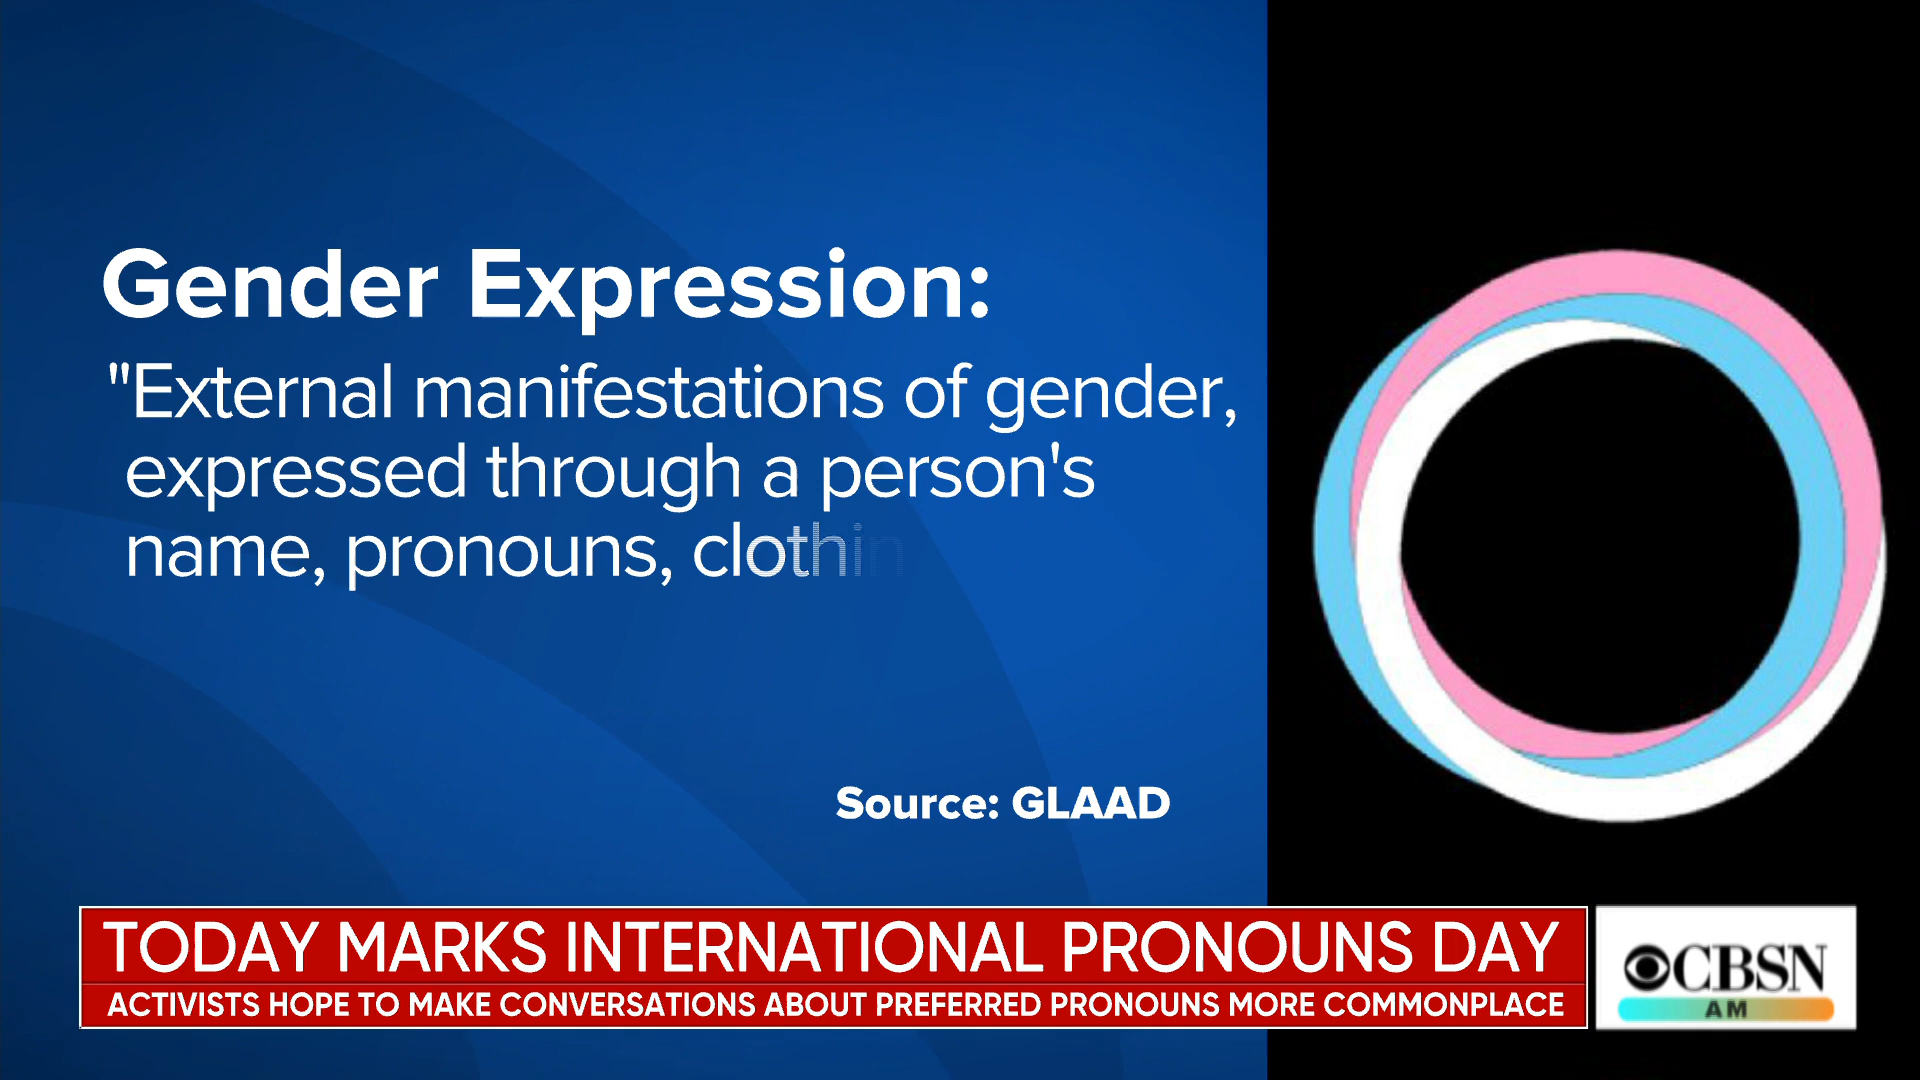 Gender Expression:
"External manifestations of gender,
expressed through a person's
name, pronouns, clothin
Source: GLAAD
TODAY MARKS INTERNATIONAL PRONOUNS DAY
ACTIVISTS HOPE TO MAKE CONVERSATIONS ABOUT PREFERRED PRONOUNS MORE COMMONPLACE
CBSN
AM